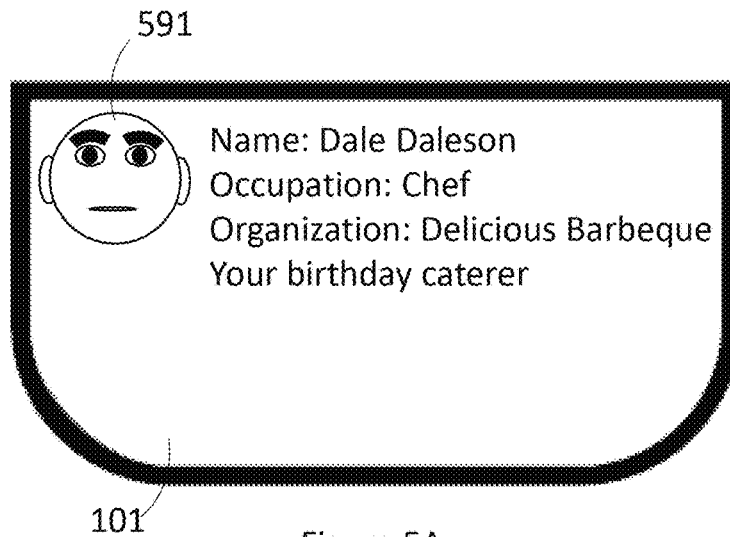 591
Name: Dale Daleson
Occupation: Chef
Organization: Delicious Barbeque
Your birthday caterer
101